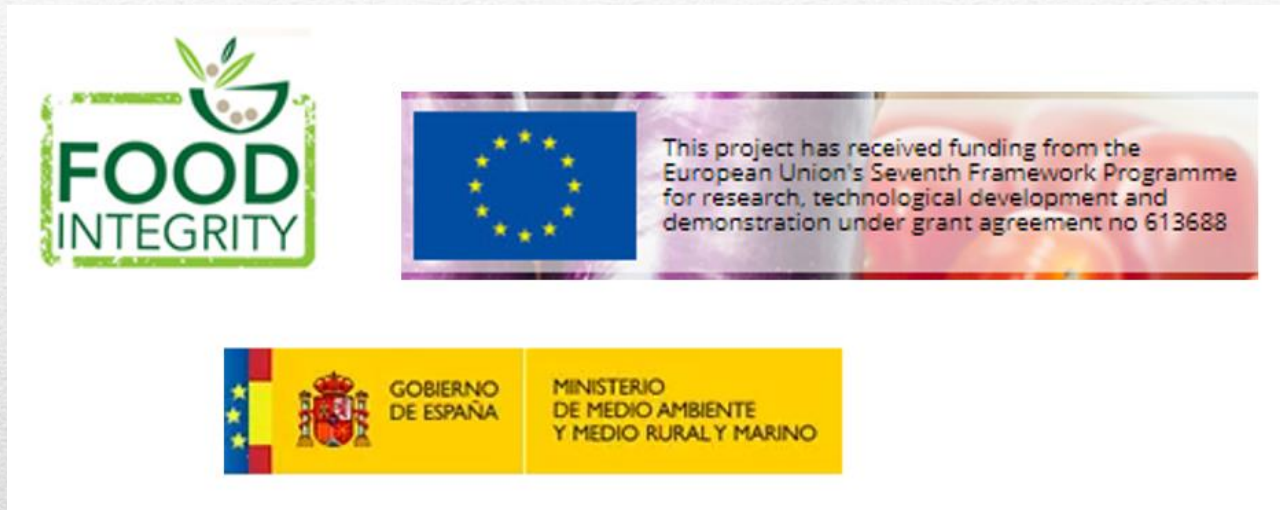 FOOD
INTEGRITY
This project has received funding from the
European Union's Seventh Framework Programme
for research, technological development and
demonstration under grant agreement no 613688
GOBIERNO
DE ESPAÑA
MINISTERIO
DE MEDIO AMBIENTE
Y MEDIO RURAL Y MARINO